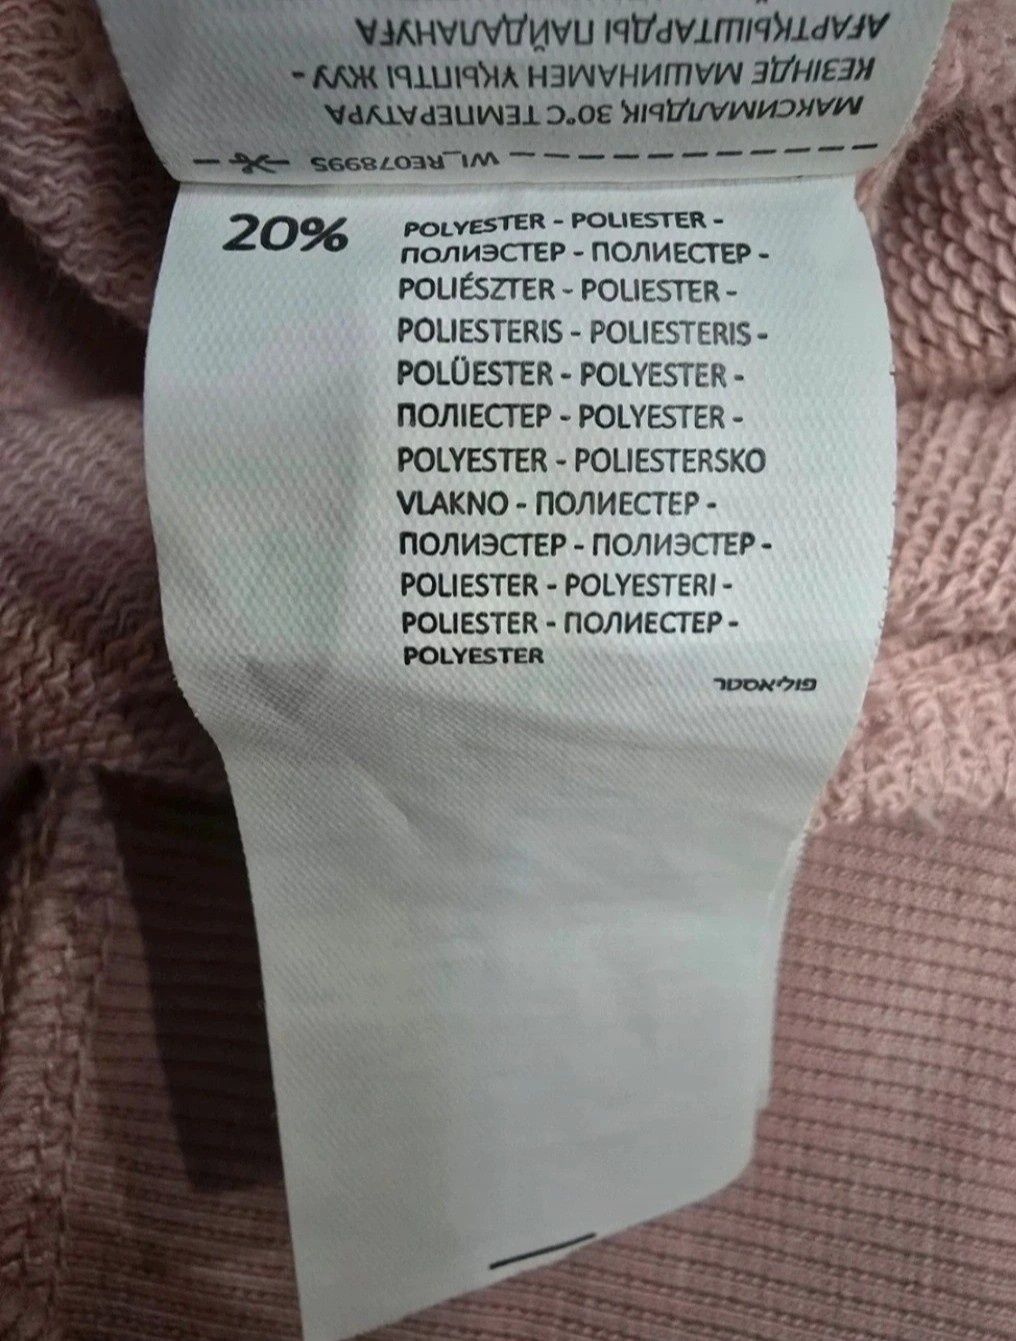 WL_RE078995
МАКСИМАЛДЫҚ 30°C ТЕМПЕРАТУРА
КЕЗІНДЕ МАШИНАМЕН ҰҚЫПТЫ ЖУУ -
АҒАРТҚЫШТАРДЫ ПАЙДАЛАНУҒА
20% POLYESTER - POLIESTER -
ПОЛИЭСТЕР - ПОЛИЕСТЕР -
POLIÉSZTER - POLIESTER -
POLIESTERIS - POLIESTERIS -
POLÜESTER - POLYESTER -
ПОЛІЕСТЕР - POLYESTER -
POLYESTER - POLIESTERSKO
VLAKNO - ПОЛИЕСТЕР -
ПОЛИЭСТЕР - ПОЛИЭСТЕР -
POLIESTER - POLYESTERI -
POLIESTER - ПОЛИЕСТЕР -
POLYESTER
פוליאסטר